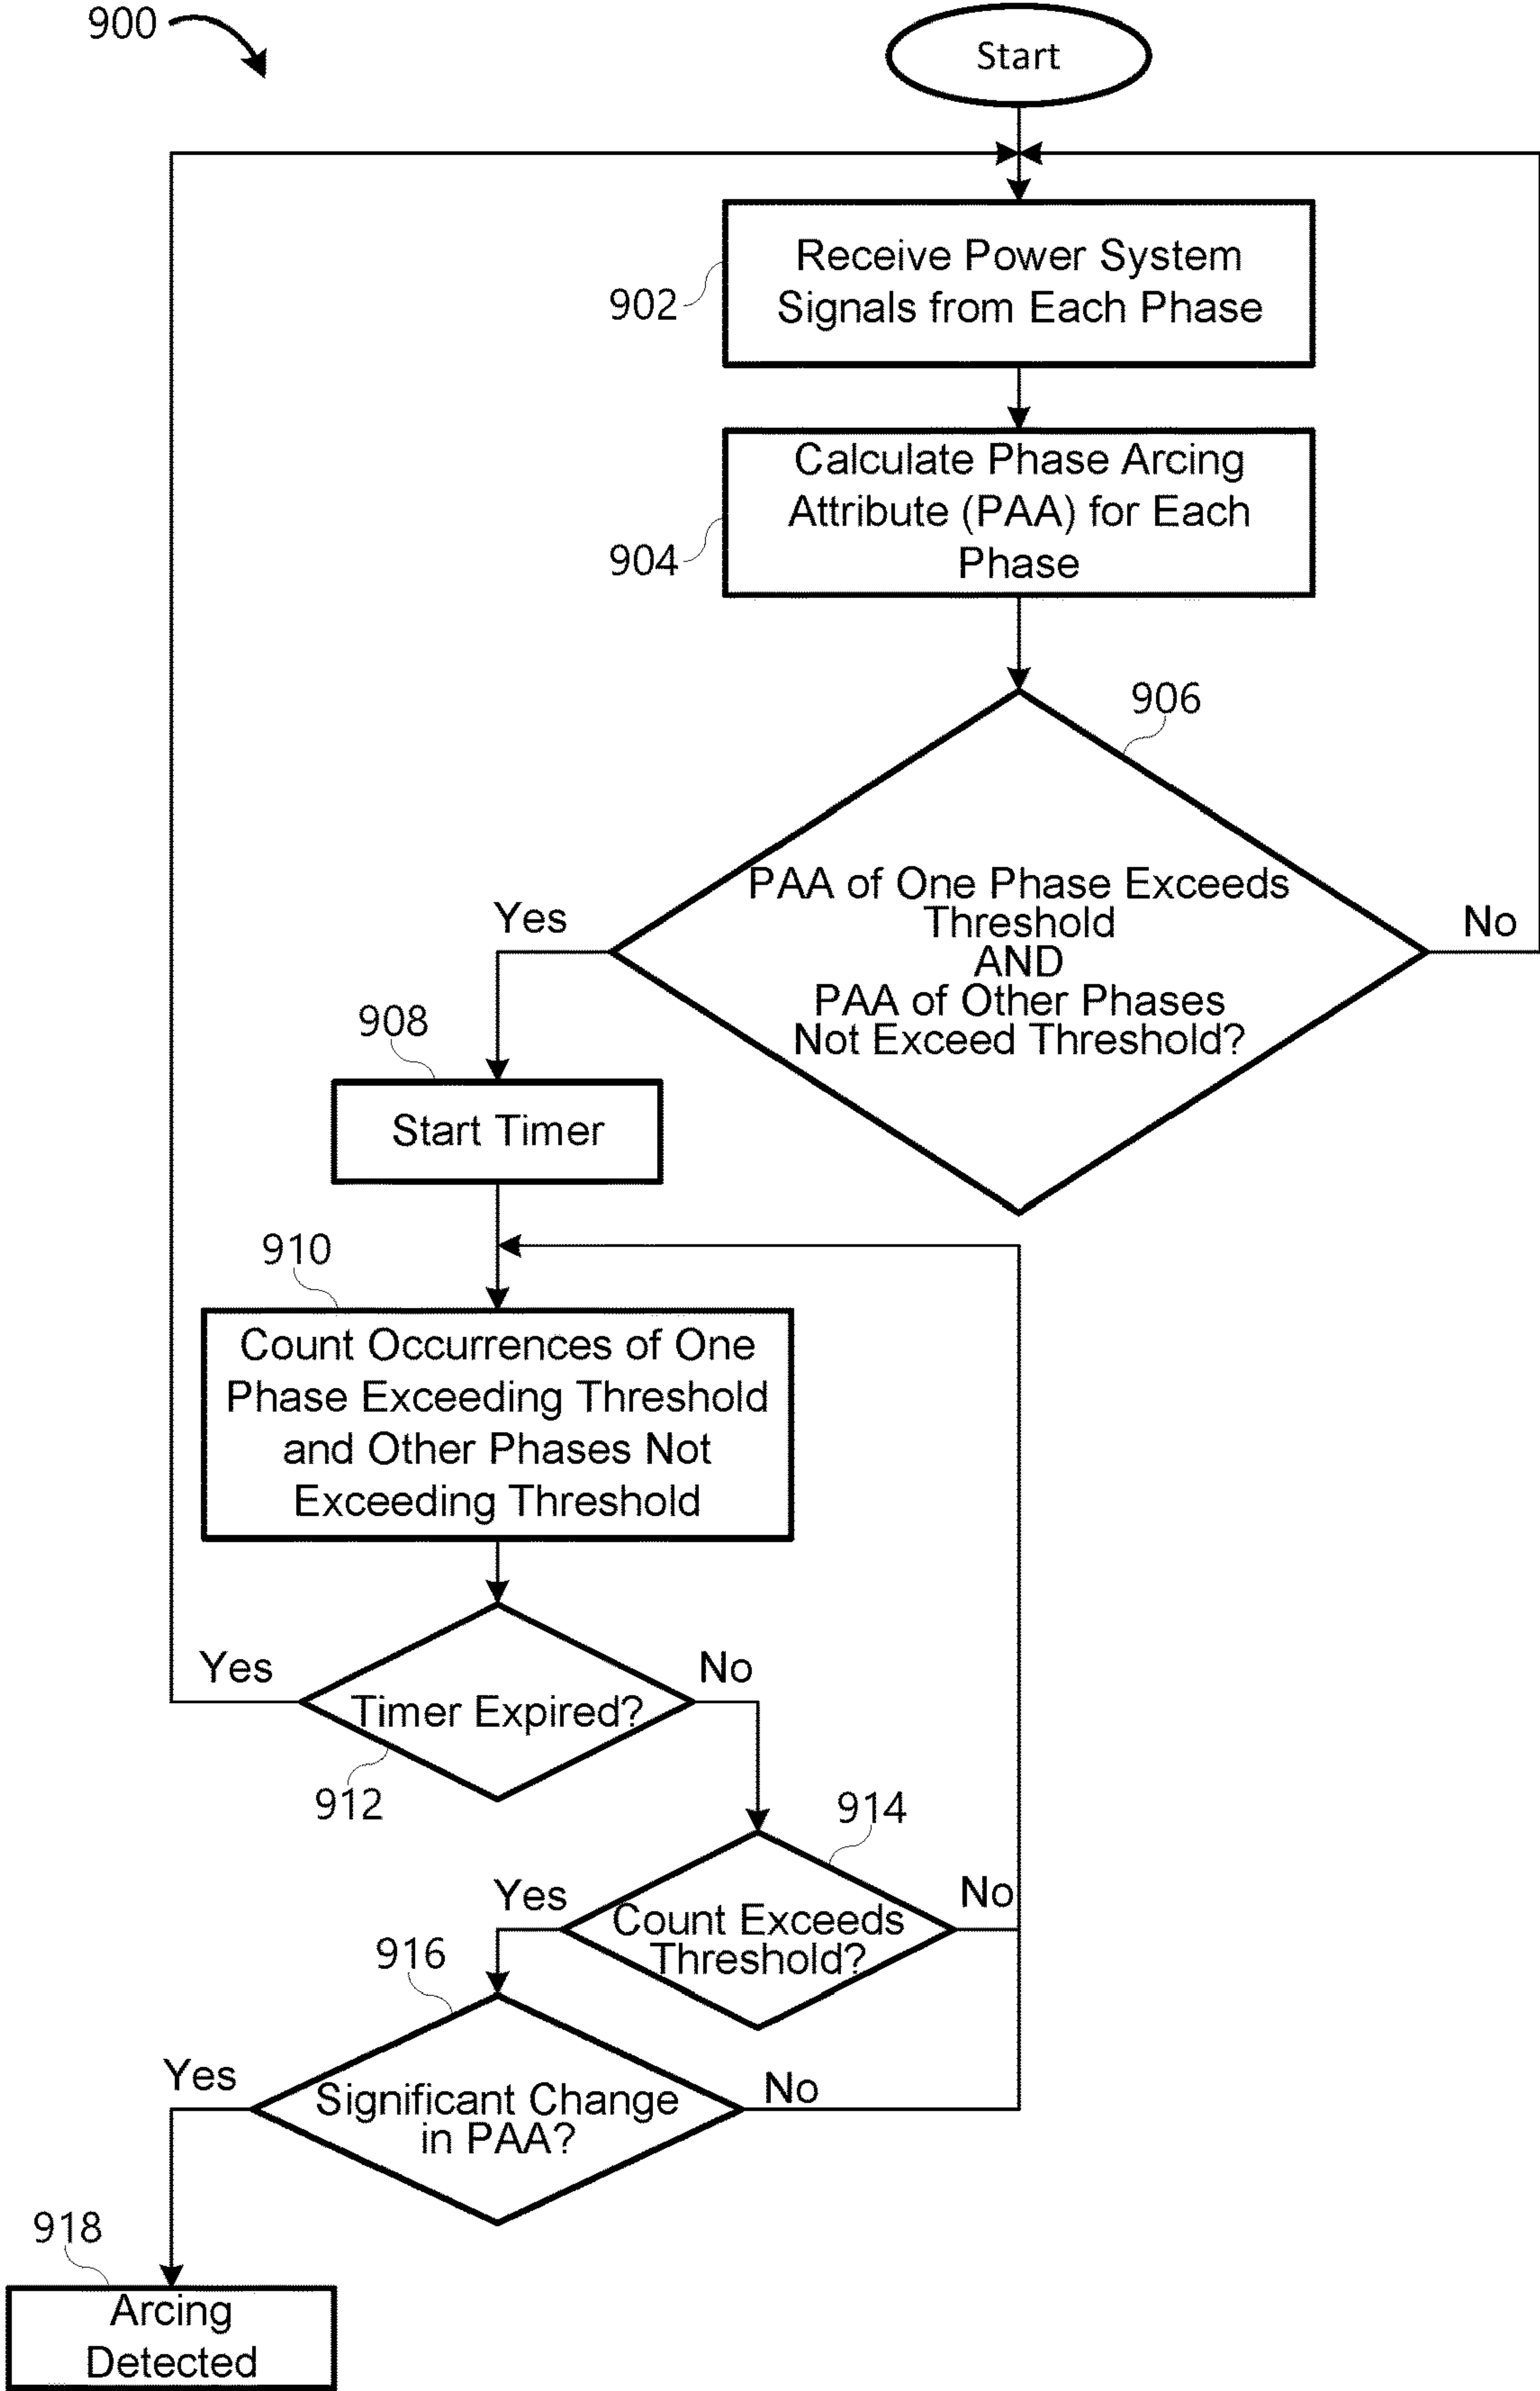 900
Start
Receive Power System
Signals from Each Phase
902
Calculate Phase Arcing
Attribute (PAA) for Each
Phase
904
906
PAA of One Phase Exceeds
Threshold
AND
PAA of Other Phases
Not Exceed Threshold?
Yes
No
908
Start Timer
910
Count Occurrences of One
Phase Exceeding Threshold
and Other Phases Not
Exceeding Threshold
Yes
No
Timer Expired?
912
914
Yes
No
Count Exceeds
Threshold?
916
Yes
No
Significant Change
in PAA?
918
Arcing
Detected